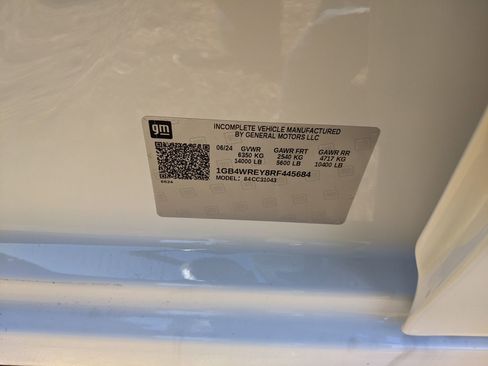 gm
INCOMPLETE VEHICLE MANUFACTURED
BY GENERAL MOTORS LLC
06/24 GVWR GAWR FRT GAWR RR
6350 KG 2540 KG 4717 KG
14000 LB 5600 LB 10400 LB
1GB4WREY8RF445684
MODEL: 84CC31043